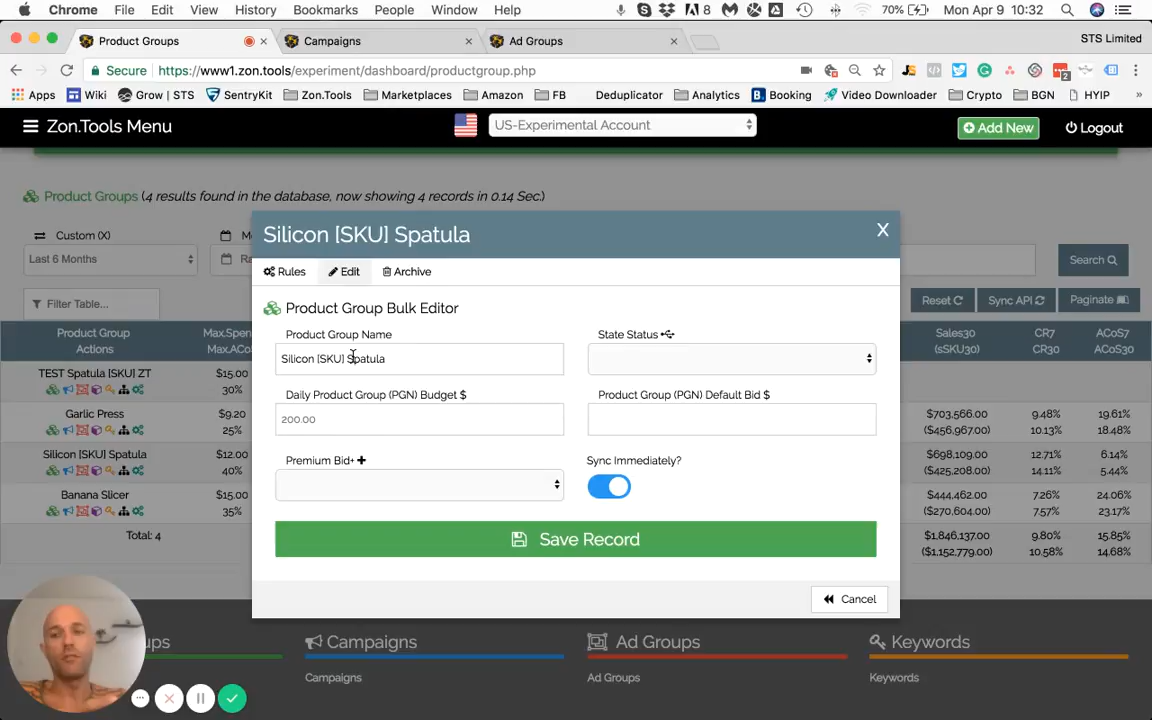 Chrome File Edit View History Bookmarks People Window Help 8 70% Mon Apr 9 10:32
Product Groups × Campaigns × Ad Groups × STS Limited
Secure https://www1.zon.tools/experiment/dashboard/productgroup.php 2
Apps Wiki Grow | STS SentryKit Zon.Tools Marketplaces Amazon FB Deduplicator Analytics Booking Video Downloader Crypto BGN HYIP »
Zon.Tools Menu US-Experimental Account Add New Logout
Product Groups (4 results found in the database, now showing 4 records in 0.14 Sec.)
Custom (X)
Last 6 Months Search
Filter Table... Reset Sync API Paginate
Product Group
Actions
Max.Spen
Max.ACo
Sales30
(sSKU30)
CR7
CR30
ACoS7
ACoS30
TEST Spatula [SKU] ZT $15.00
30%
Garlic Press $9.20 $703,566.00 9.48% 19.61%
25% ($456,967.00) 10.13% 18.48%
Silicon [SKU] Spatula $12.00 $698,109.00 12.71% 6.14%
40% ($425,208.00) 14.11% 5.44%
Banana Slicer $15.00 $444,462.00 7.26% 24.06%
35% ($270,604.00) 7.57% 23.17%
Total: 4 $1,846,137.00 9.80% 15.85%
($1,152,779.00) 10.58% 14.68%
Silicon [SKU] Spatula X
Rules Edit Archive
Product Group Bulk Editor
Product Group Name State Status
Silicon [SKU] Spatula
Daily Product Group (PGN) Budget $ Product Group (PGN) Default Bid $
200.00
Premium Bid+ Sync Immediately?
Save Record
Cancel
ups Campaigns Ad Groups Keywords
Campaigns Ad Groups Keywords